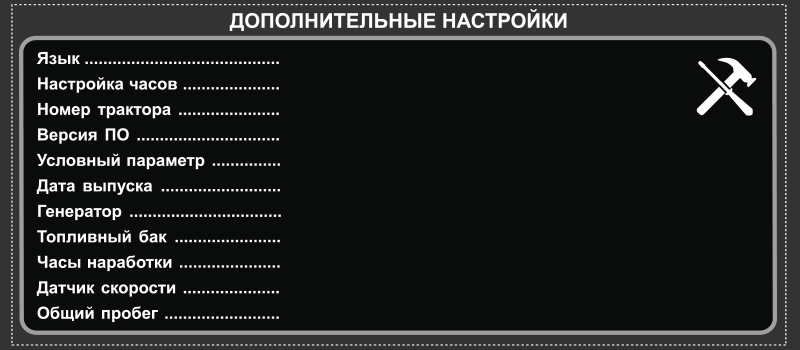 ДОПОЛНИТЕЛЬНЫЕ НАСТРОЙКИ
Язык ..........................................
Настройка часов .....................
Номер трактора ......................
Версия ПО ...............................
Условный параметр ...............
Дата выпуска ..........................
Генератор .................................
Топливный бак .......................
Часы наработки ......................
Датчик скорости .....................
Общий пробег .........................